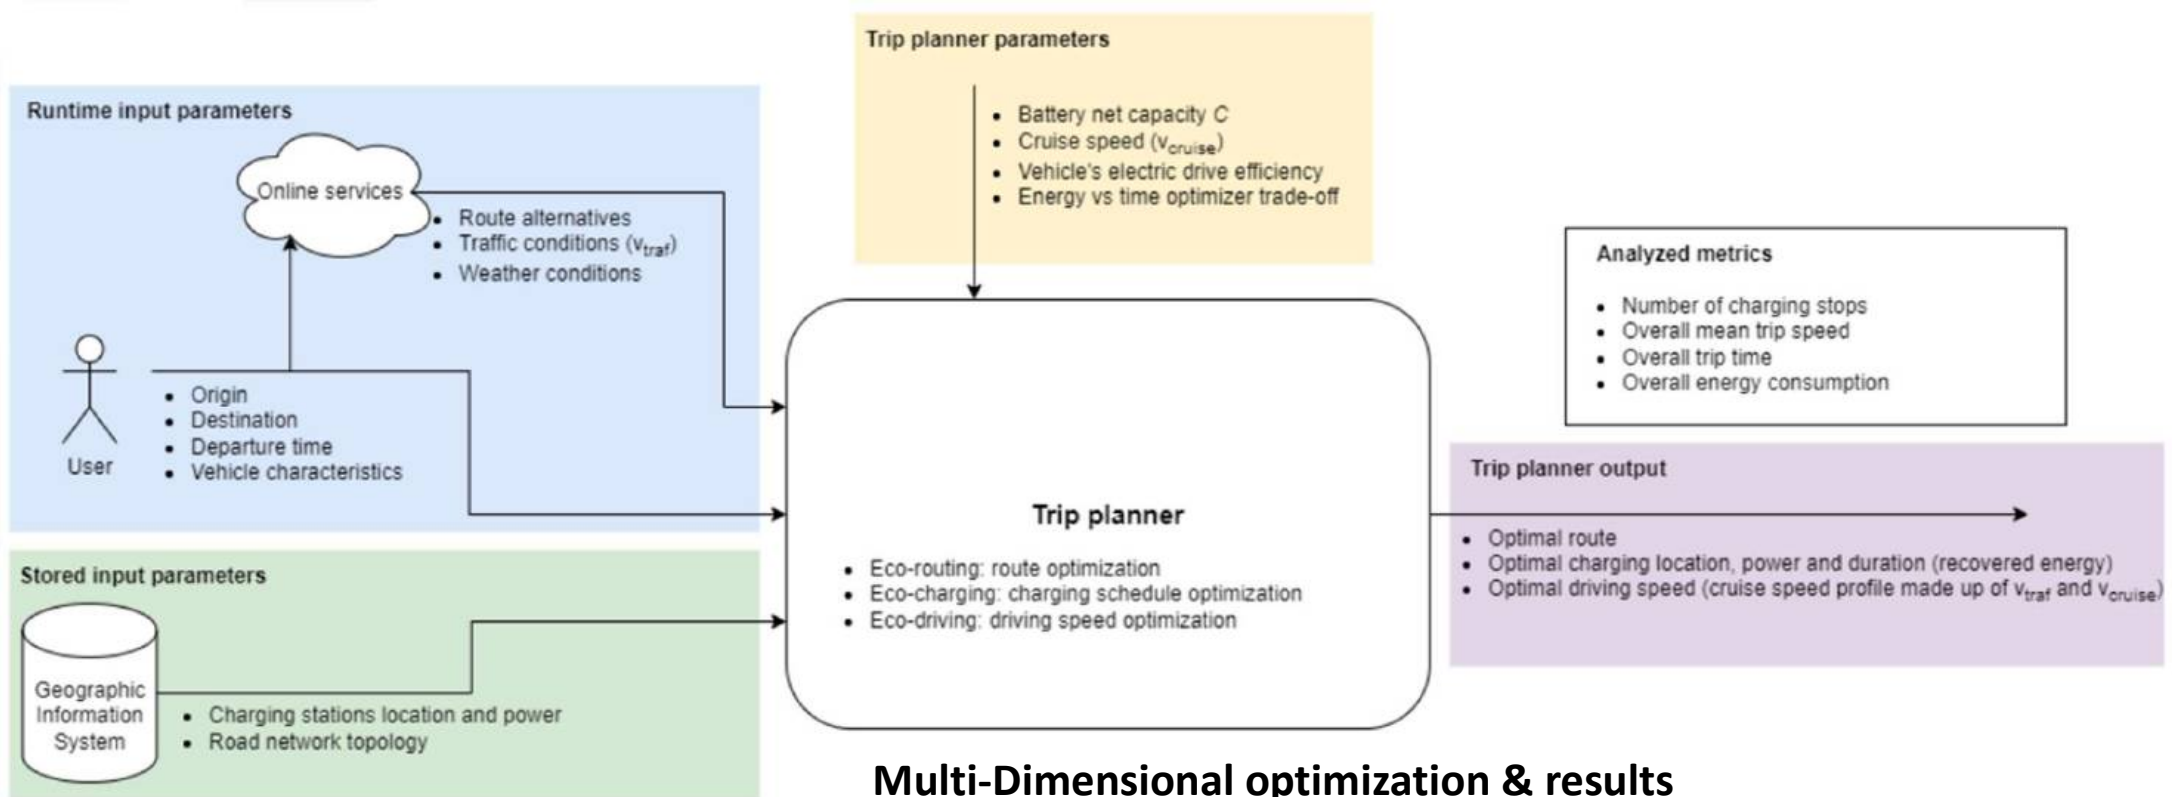 Trip planner parameters
• Battery net capacity C
• Cruise speed (v_cruise)
• Vehicle's electric drive efficiency
• Energy vs time optimizer trade-off
Runtime input parameters
Online services
• Route alternatives
• Traffic conditions (v_traf)
• Weather conditions
User
• Origin
• Destination
• Departure time
• Vehicle characteristics
Stored input parameters
Geographic
Information
System
• Charging stations location and power
• Road network topology
Trip planner
• Eco-routing: route optimization
• Eco-charging: charging schedule optimization
• Eco-driving: driving speed optimization
Analyzed metrics
• Number of charging stops
• Overall mean trip speed
• Overall trip time
• Overall energy consumption
Trip planner output
• Optimal route
• Optimal charging location, power and duration (recovered energy)
• Optimal driving speed (cruise speed profile made up of v_traf and v_cruise)
Multi-Dimensional optimization & results